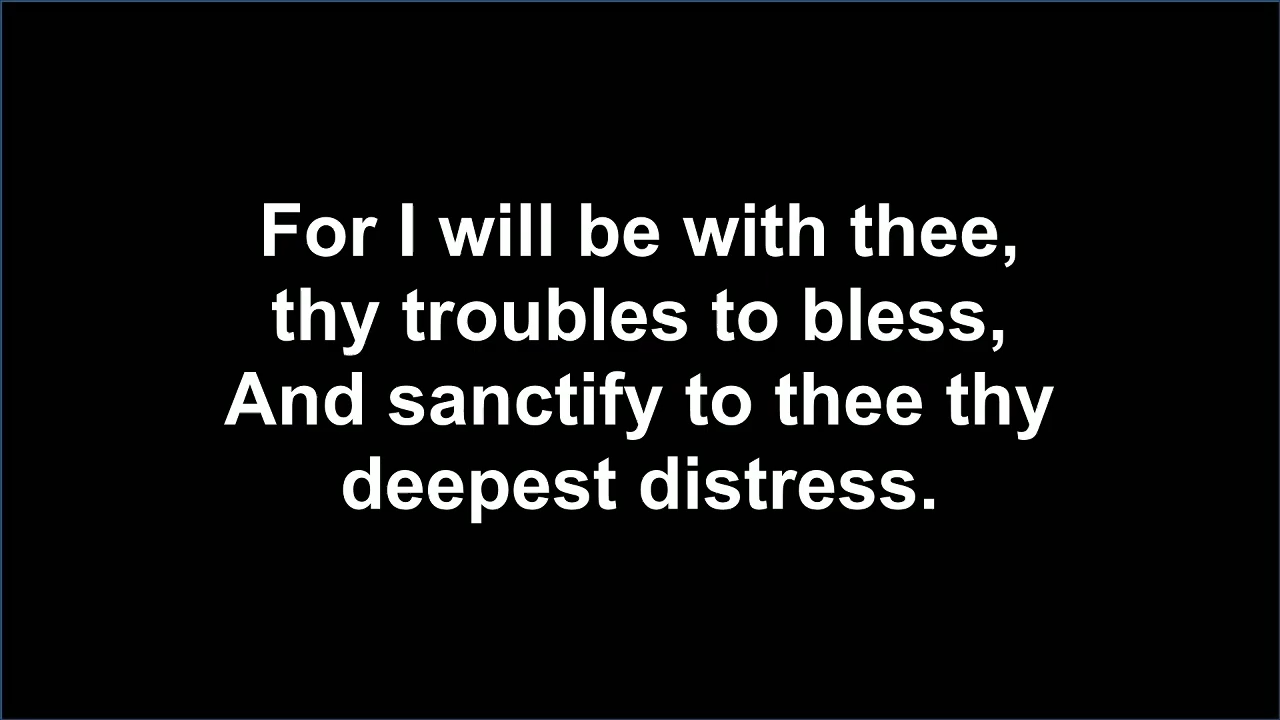 For I will be with thee,
thy troubles to bless,
And sanctify to thee thy
deepest distress.